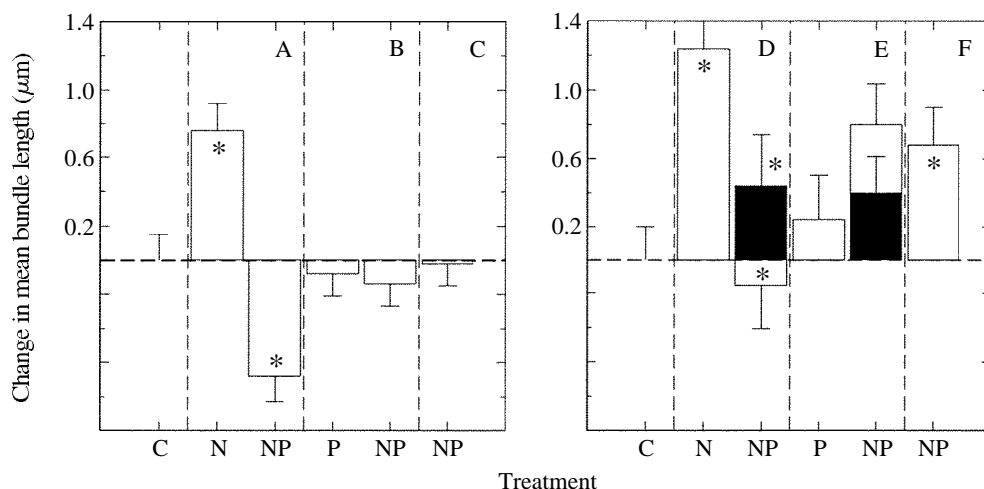 Change in mean bundle length (μm)
1.4
1.0
0.6
0.2
A
B
C
*
*
C
N
NP
P
NP
NP
1.4
1.0
0.6
0.2
D
E
F
*
*
*
*
C
N
NP
P
NP
NP
Treatment